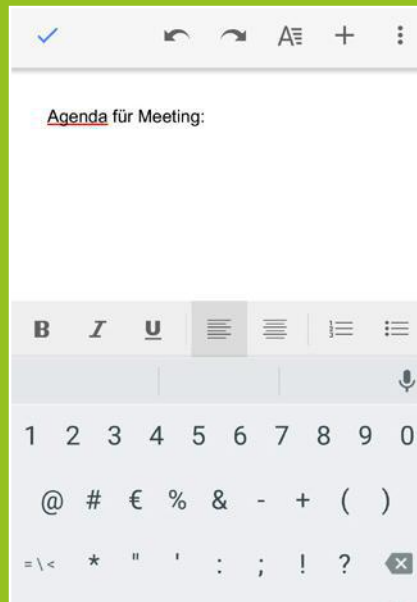 Agenda für Meeting:
B I U
1 2 3 4 5 6 7 8 9 0
@ # € % & - + ( )
= \ < * " ' : ; ! ?